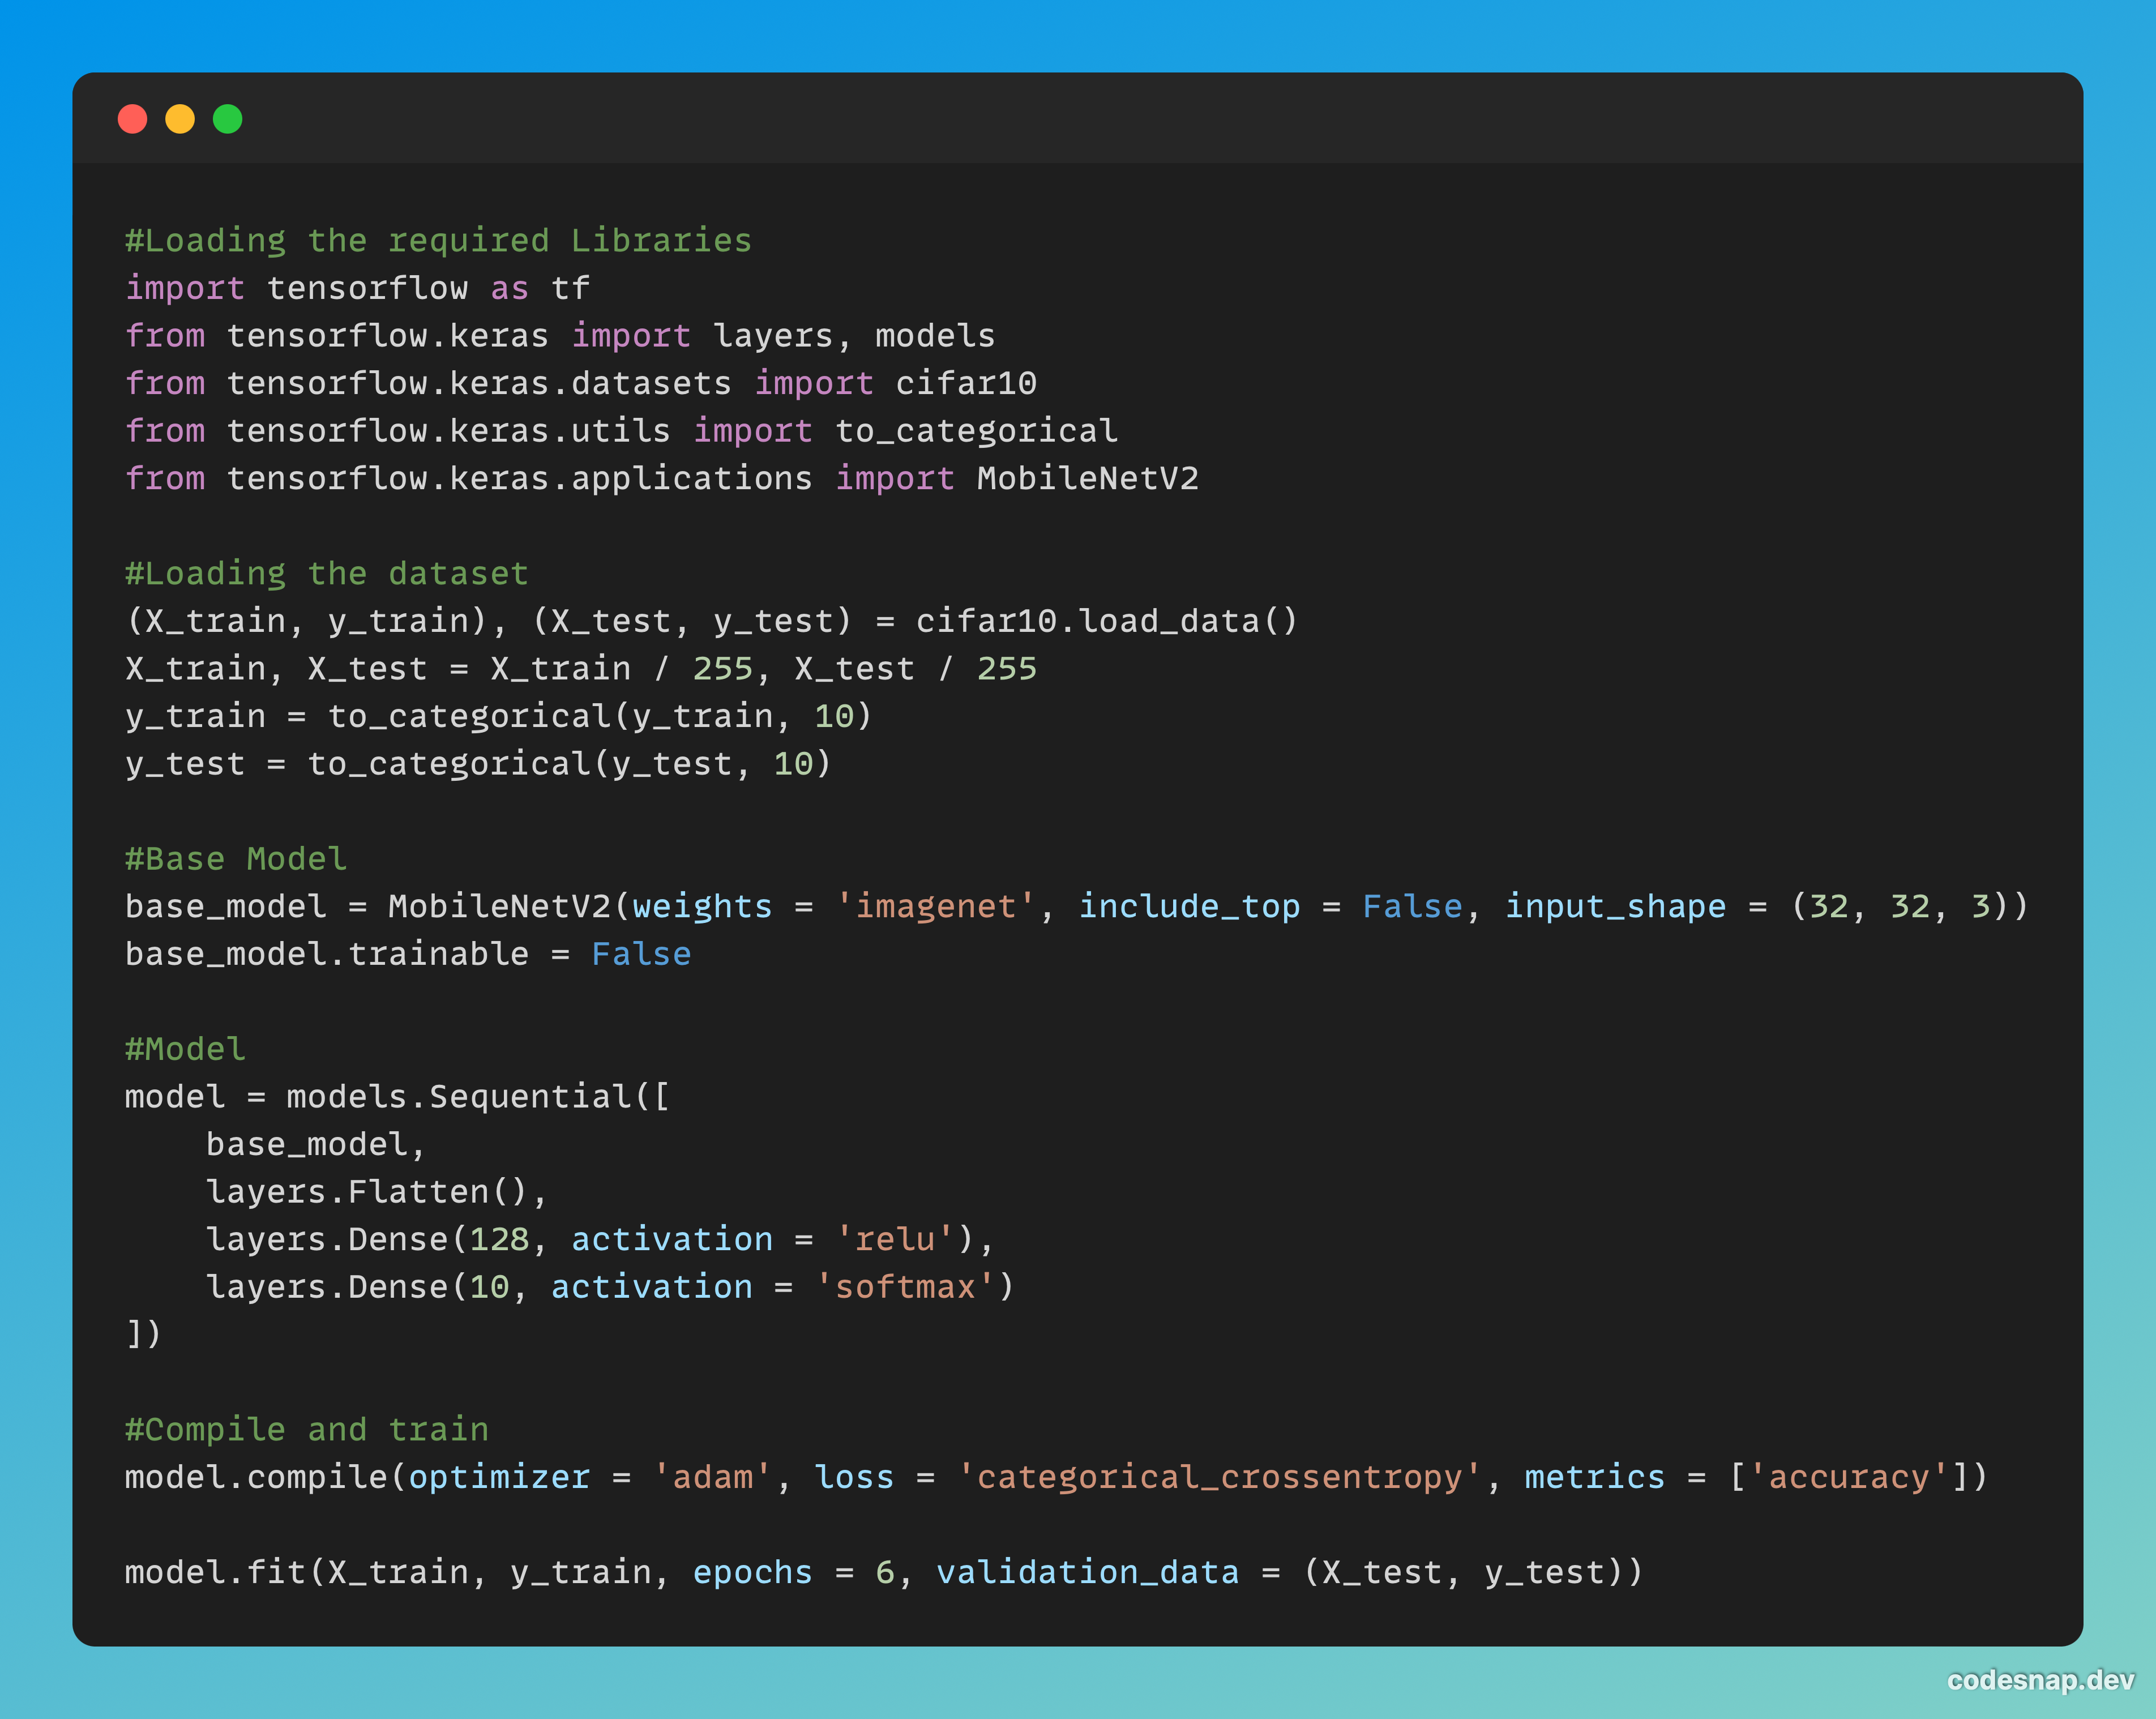 #Loading the required Libraries
import tensorflow as tf
from tensorflow.keras import layers, models
from tensorflow.keras.datasets import cifar10
from tensorflow.keras.utils import to_categorical
from tensorflow.keras.applications import MobileNetV2
#Loading the dataset
(X_train, y_train), (X_test, y_test) = cifar10.load_data()
X_train, X_test = X_train / 255, X_test / 255
y_train = to_categorical(y_train, 10)
y_test = to_categorical(y_test, 10)
#Base Model
base_model = MobileNetV2(weights = 'imagenet', include_top = False, input_shape = (32, 32, 3))
base_model.trainable = False
#Model
model = models.Sequential([
    base_model,
    layers.Flatten(),
    layers.Dense(128, activation = 'relu'),
    layers.Dense(10, activation = 'softmax')
])
#Compile and train
model.compile(optimizer = 'adam', loss = 'categorical_crossentropy', metrics = ['accuracy'])
model.fit(X_train, y_train, epochs = 6, validation_data = (X_test, y_test))
codesnap.dev